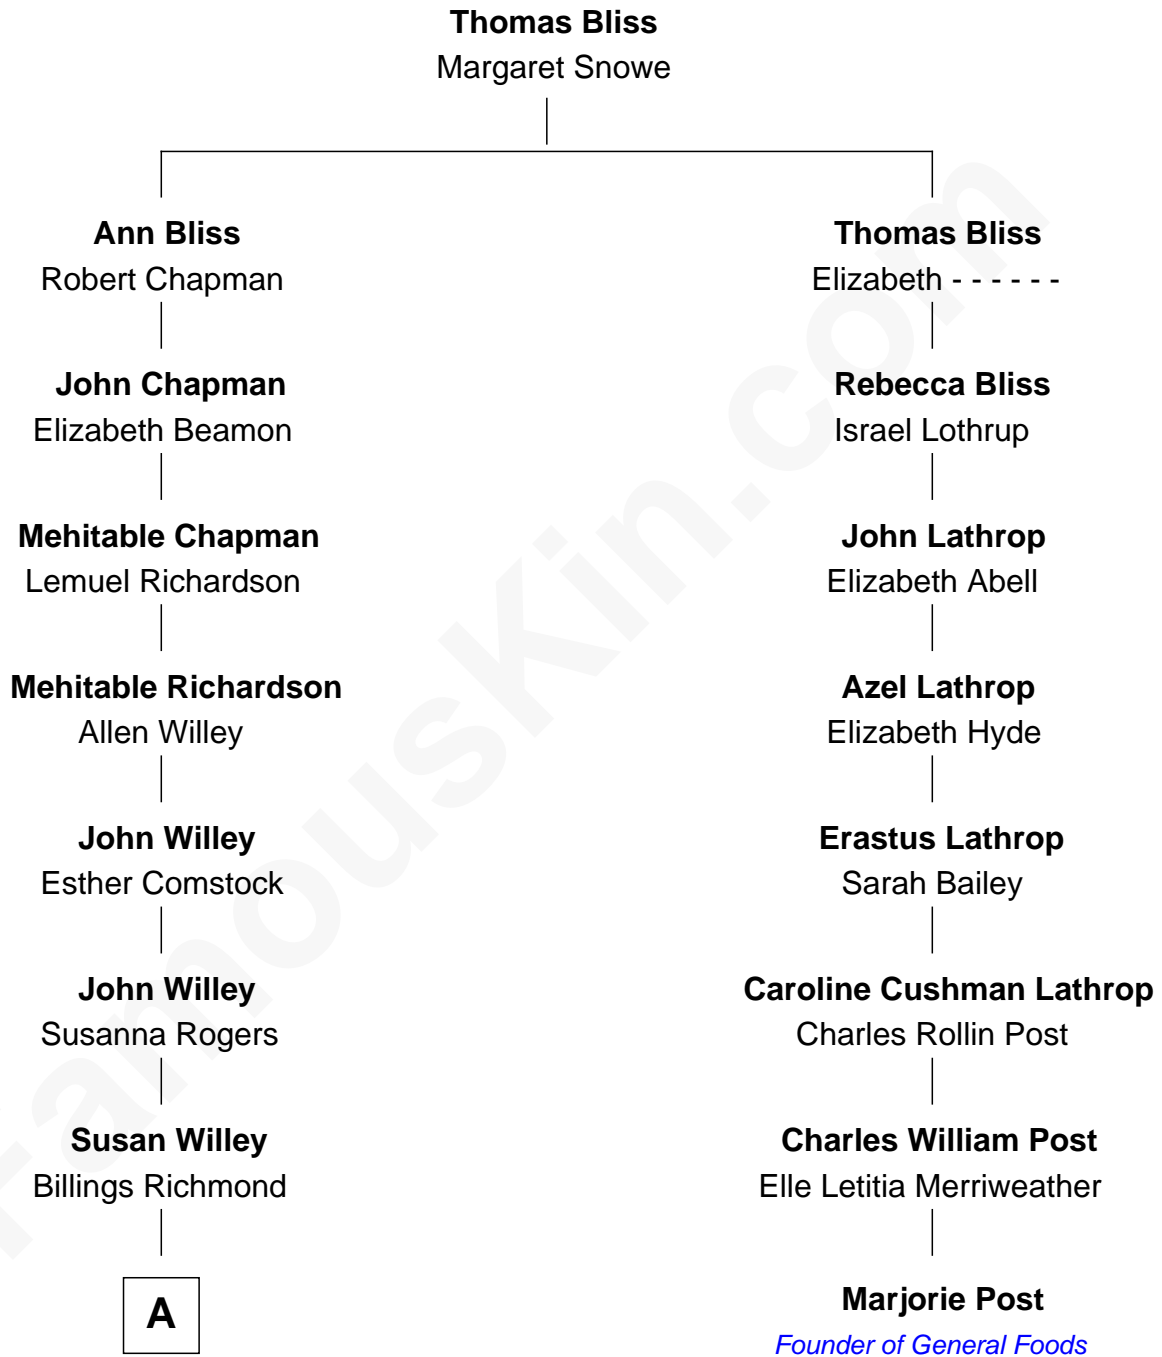 Thomas Bliss
Margaret Snowe
Ann Bliss
Robert Chapman
John Chapman
Elizabeth Beamon
Mehitable Chapman
Lemuel Richardson
Mehitable Richardson
Allen Willey
John Willey
Esther Comstock
John Willey
Susanna Rogers
Susan Willey
Billings Richmond
A
Thomas Bliss
Elizabeth - - - - - -
Rebecca Bliss
Israel Lothrup
John Lathrop
Elizabeth Abell
Azel Lathrop
Elizabeth Hyde
Erastus Lathrop
Sarah Bailey
Caroline Cushman Lathrop
Charles Rollin Post
Charles William Post
Elle Letitia Merriweather
Marjorie Post
Founder of General Foods
FamousKin.com